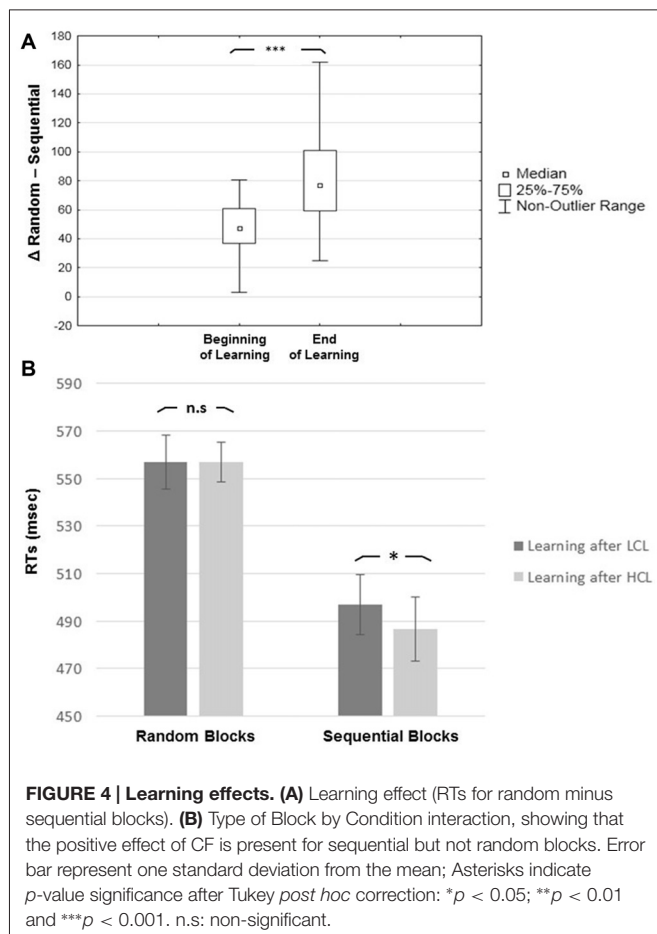 A
180
160
140
120
100
80
60
40
20
0
-20
Δ Random – Sequential
***
Median
25%-75%
Non-Outlier Range
Beginning
of Learning
End
of Learning
B
590
570
550
530
510
490
470
450
RTs (msec)
n.s
*
Learning after LCL
Learning after HCL
Random Blocks
Sequential Blocks
FIGURE 4 | Learning effects. (A) Learning effect (RTs for random minus
sequential blocks). (B) Type of Block by Condition interaction, showing that
the positive effect of CF is present for sequential but not random blocks. Error
bar represent one standard deviation from the mean; Asterisks indicate
p-value significance after Tukey post hoc correction: *p < 0.05; **p < 0.01
and ***p < 0.001. n.s: non-significant.